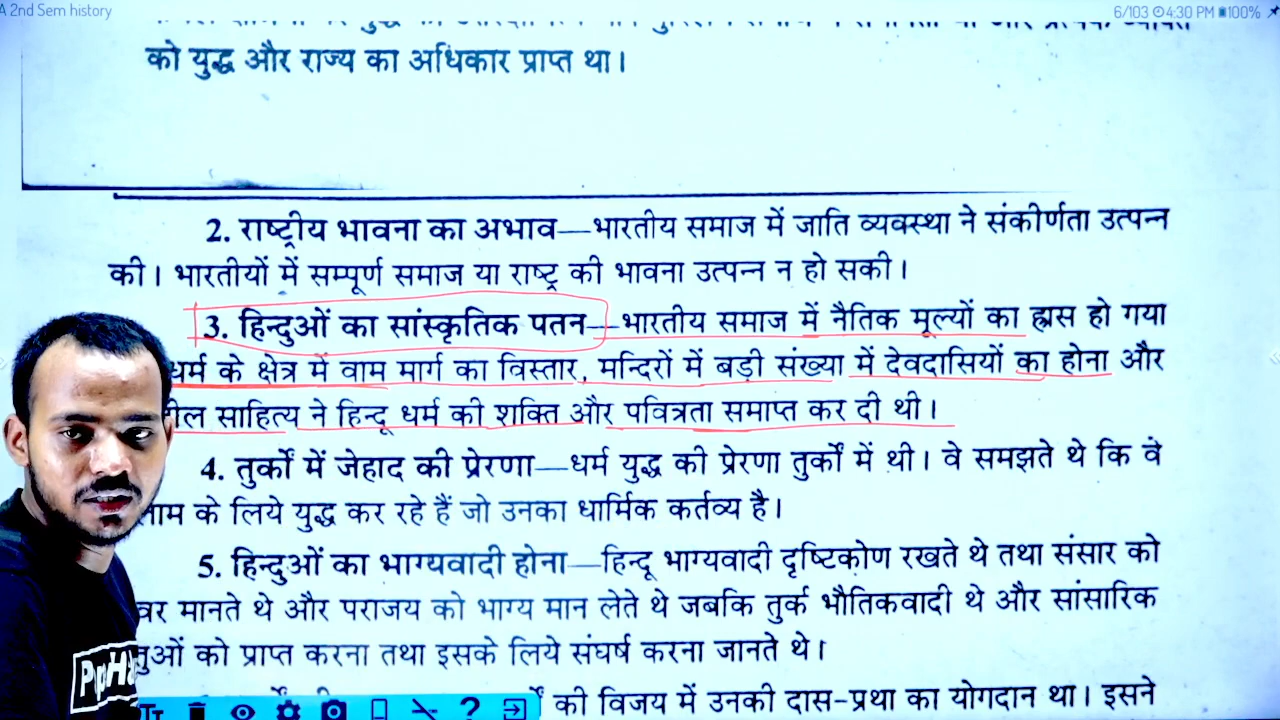 A 2nd Sem history
6/103 4:30 PM 100%
को युद्ध और राज्य का अधिकार प्राप्त था।
2. राष्ट्रीय भावना का अभाव—भारतीय समाज में जाति व्यवस्था ने संकीर्णता उत्पन्न
की। भारतीयों में सम्पूर्ण समाज या राष्ट्र की भावना उत्पन्न न हो सकी।
3. हिन्दुओं का सांस्कृतिक पतन—भारतीय समाज में नैतिक मूल्यों का ह्रास हो गया
धर्म के क्षेत्र में वाम मार्ग का विस्तार, मन्दिरों में बड़ी संख्या में देवदासियों का होना और
लील साहित्य ने हिन्दू धर्म की शक्ति और पवित्रता समाप्त कर दी थी।
4. तुर्कों में जेहाद की प्रेरणा—धर्म युद्ध की प्रेरणा तुर्कों में थी। वे समझते थे कि वे
लाम के लिये युद्ध कर रहे हैं जो उनका धार्मिक कर्तव्य है।
5. हिन्दुओं का भाग्यवादी होना—हिन्दू भाग्यवादी दृष्टिकोण रखते थे तथा संसार को
वर मानते थे और पराजय को भाग्य मान लेते थे जबकि तुर्क भौतिकवादी थे और सांसारिक
तुओं को प्राप्त करना तथा इसके लिये संघर्ष करना जानते थे।
की विजय में उनकी दास-प्रथा का योगदान था। इसने